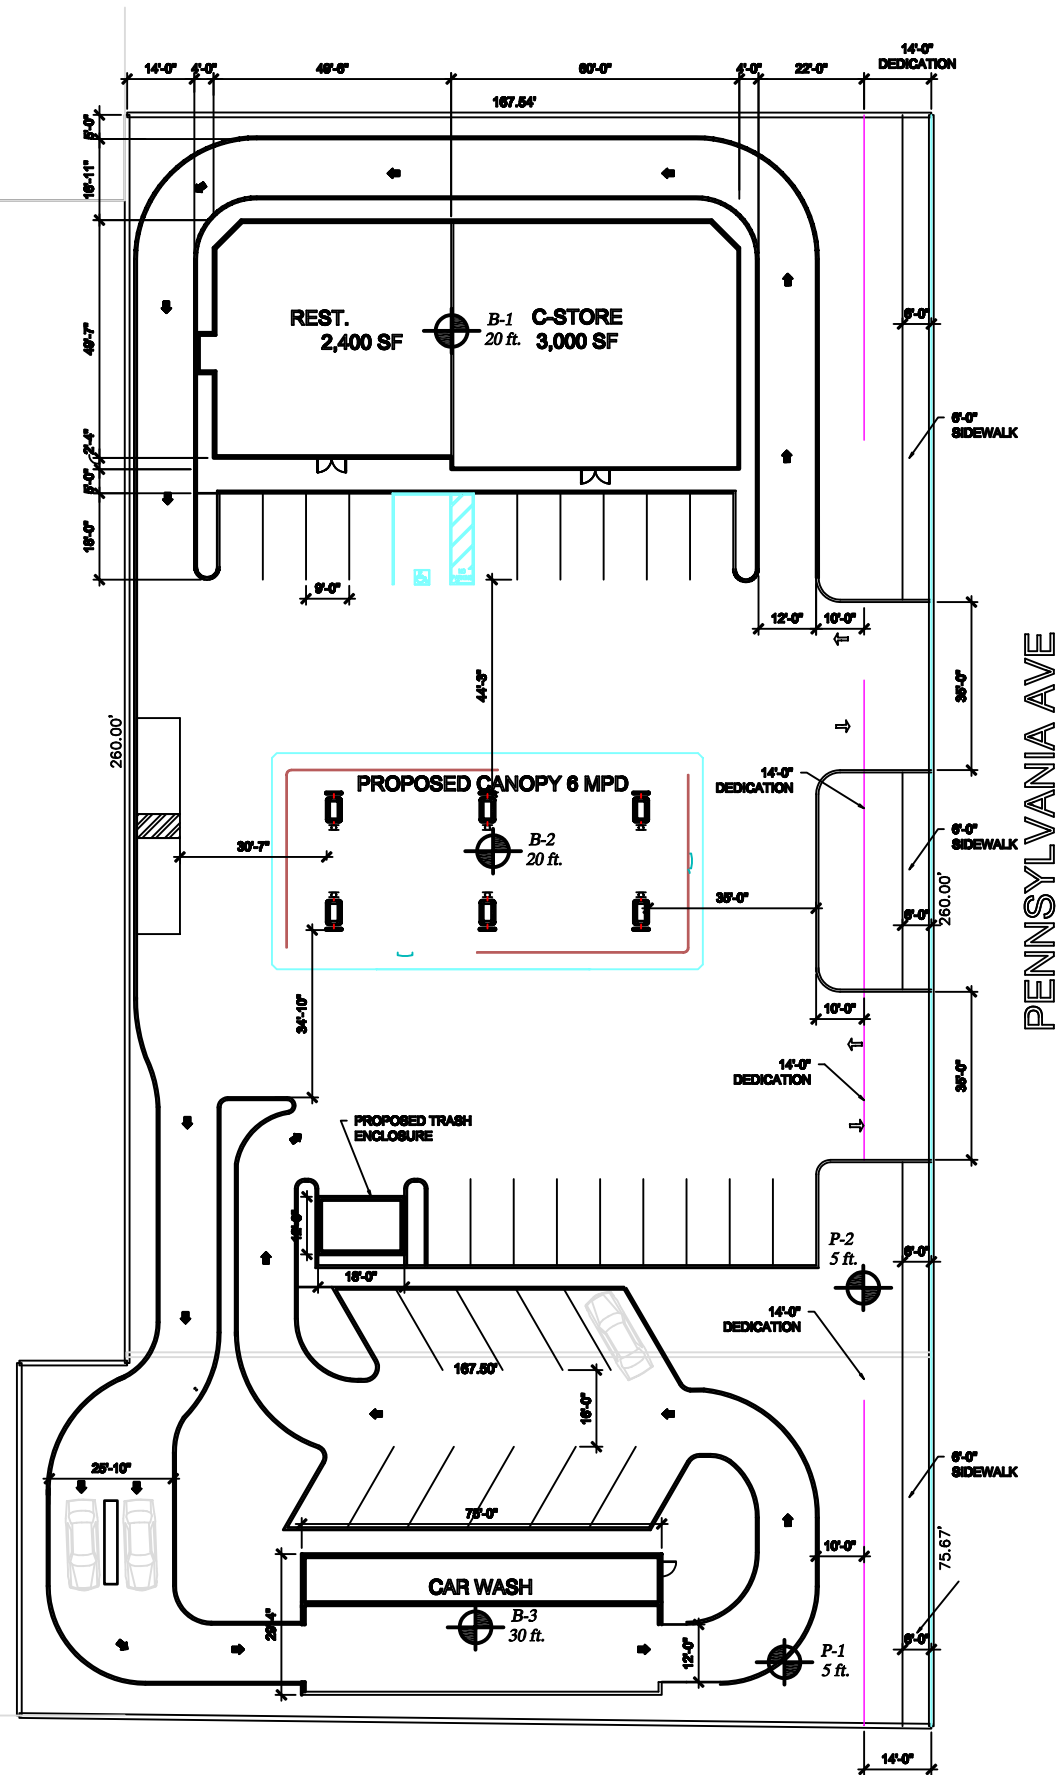 14'-0"
DEDICATION
14'-0"
4'-0"
49'-6"
60'-0"
4'-0"
22'-0"
167.54'
5'-0"
16'-11"
49'-7"
2'-4"
5'-0"
18'-0"
REST.
2,400 SF
B-1
20 ft.
C-STORE
3,000 SF
6'-0"
6'-0"
SIDEWALK
9'-0"
12'-0"
10'-0"
44'-3"
35'-0"
260.00'
PENNSYLVANIA AVE
PROPOSED CANOPY 6 MPD
14'-0"
DEDICATION
B-2
20 ft.
30'-7"
6'-0"
SIDEWALK
35'-0"
6'-0"
260.00'
34'-10"
10'-0"
35'-0"
14'-0"
DEDICATION
PROPOSED TRASH
ENCLOSURE
18'-0"
P-2
5 ft.
6'-0"
14'-0"
DEDICATION
167.50'
16'-0"
25'-10"
6'-0"
SIDEWALK
75'-0"
10'-0"
75.67'
CAR WASH
B-3
30 ft.
29'-4"
12'-0"
P-1
5 ft.
6'-0"
14'-0"